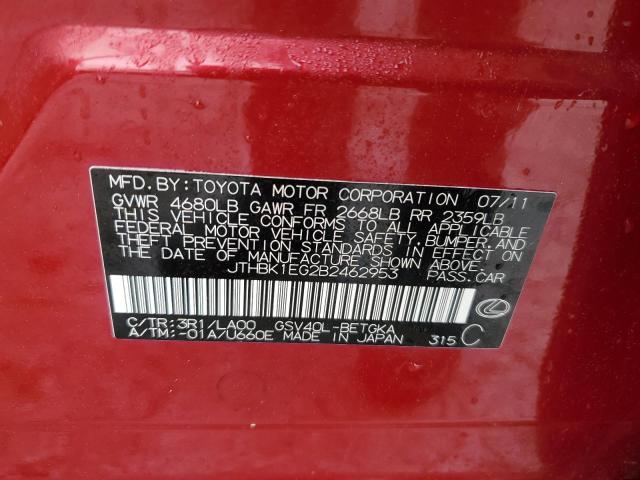 MFD.BY:TOYOTA MOTOR CORPORATION 07/11
GVWR 4680LB GAWR FR 2668LB RR 2359LB
THIS VEHICLE CONFORMS TO ALL APPLICABLE
FEDERAL MOTOR VEHICLE SAFETY,BUMPER,AND
THEFT PREVENTION STANDARDS IN EFFECT ON
THE DATE OF MANUFACTURE SHOWN ABOVE.
JTHBK1EG2B2462953 PASS.CAR
C/TR:3R1/LA00 GSV40L-BETGKA
A/TM:-01A/U660E MADE IN JAPAN 315 C